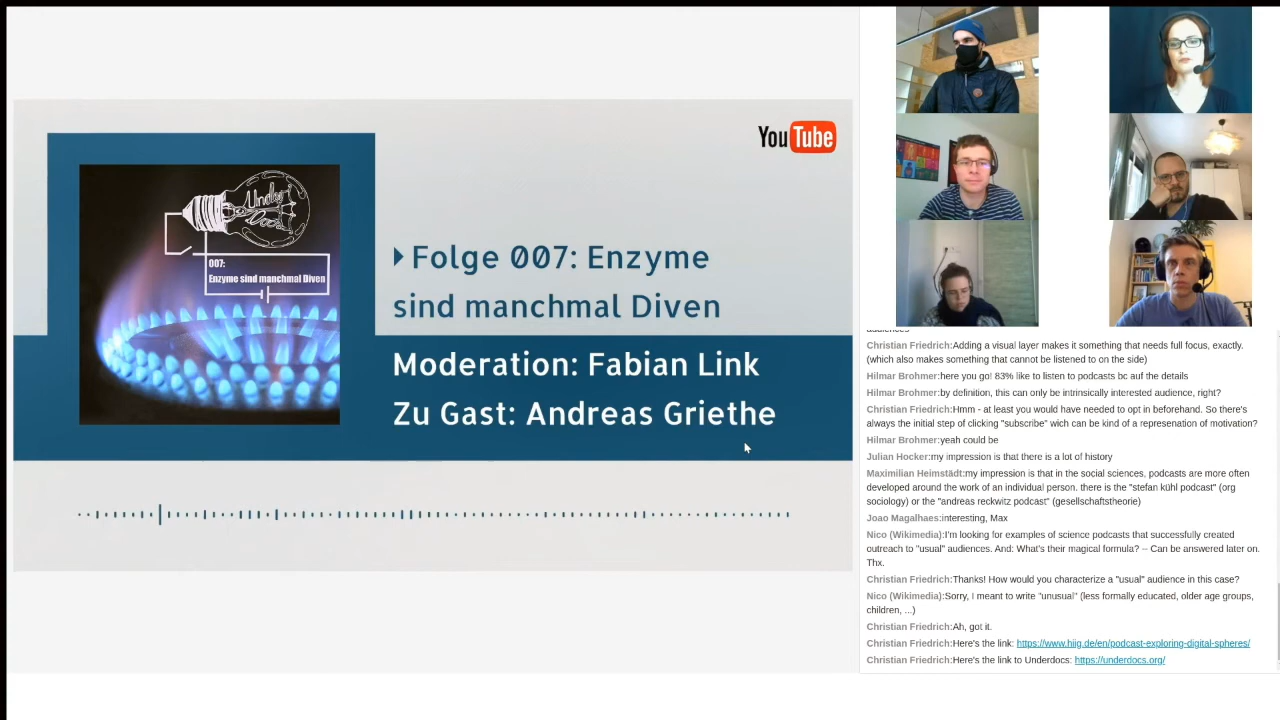 YouTube
Under
Docs
007:
Enzyme sind manchmal Diven
Folge 007: Enzyme
sind manchmal Diven
Moderation: Fabian Link
Zu Gast: Andreas Griethe
audiences
Christian Friedrich:Adding a visual layer makes it something that needs full focus, exactly.
(which also makes something that cannot be listened to on the side)
Hilmar Brohmer:here you go! 83% like to listen to podcasts bc auf the details
Hilmar Brohmer:by definition, this can only be intrinsically interested audience, right?
Christian Friedrich:Hmm - at least you would have needed to opt in beforehand. So there's
always the initial step of clicking "subscribe" wich can be kind of a represenation of motivation?
Hilmar Brohmer:yeah could be
Julian Hocker:my impression is that there is a lot of history
Maximilian Heimstädt:my impression is that in the social sciences, podcasts are more often
developed around the work of an individual person. there is the "stefan kühl podcast" (org
sociology) or the "andreas reckwitz podcast" (gesellschaftstheorie)
Joao Magalhaes:interesting, Max
Nico (Wikimedia):I'm looking for examples of science podcasts that successfully created
outreach to "usual" audiences. And: What's their magical formula? -- Can be answered later on.
Thx.
Christian Friedrich:Thanks! How would you characterize a "usual" audience in this case?
Nico (Wikimedia):Sorry, I meant to write "unusual" (less formally educated, older age groups,
children, ...)
Christian Friedrich:Ah, got it.
Christian Friedrich:Here's the link: https://www.hiig.de/en/podcast-exploring-digital-spheres/
Christian Friedrich:Here's the link to Underdocs: https://underdocs.org/